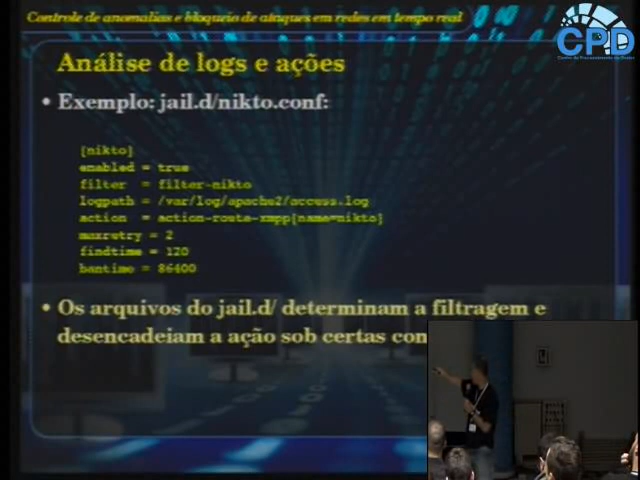 Controle de anomalias e bloqueio de ataques em redes em tempo real
CPD
Análise de logs e ações
• Exemplo: jail.d/nikto.conf:
[nikto]
enabled = true
filter = filter-nikto
logpath = /var/log/apache2/access.log
action = action-route-xmpp[name=nikto]
maxretry = 2
findtime = 120
bantime = 86400
• Os arquivos do jail.d/ determinam a filtragem e
desencadeiam a ação sob certas con